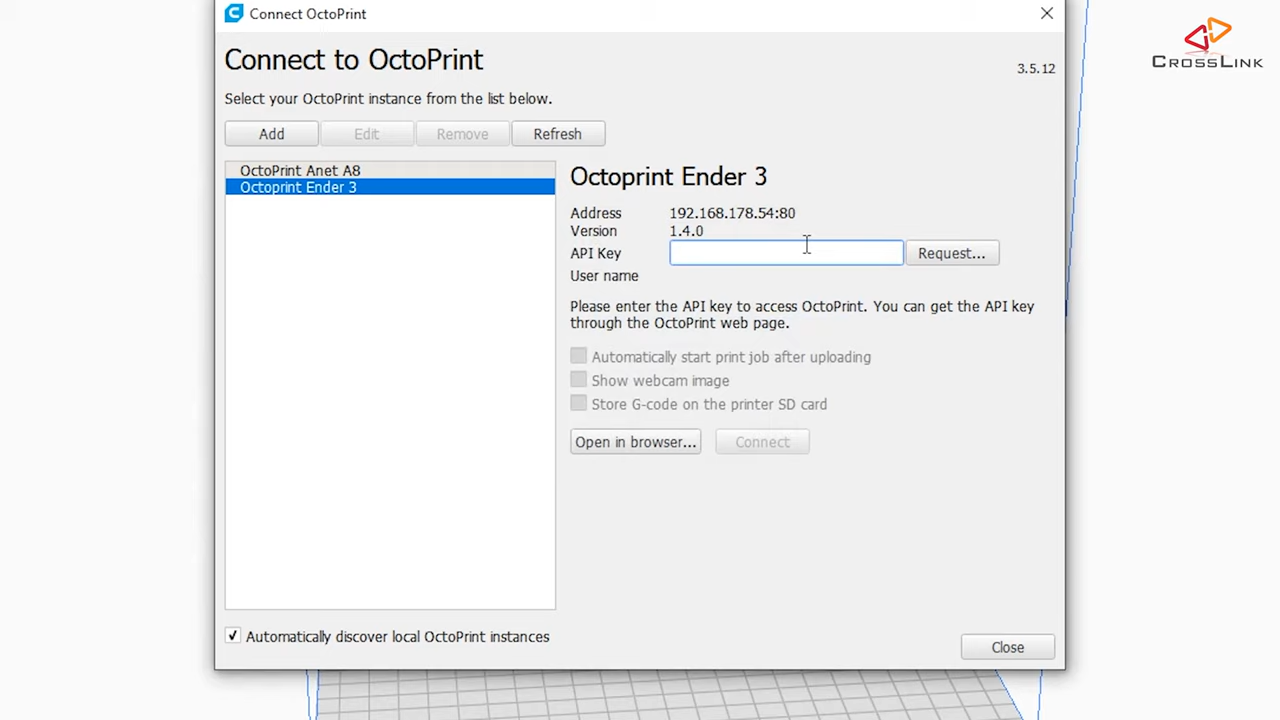 Connect OctoPrint
CROSSLINK
Connect to OctoPrint
3.5.12
Select your OctoPrint instance from the list below.
Add Edit Remove Refresh
OctoPrint Anet A8
Octoprint Ender 3
Octoprint Ender 3
Address 192.168.178.54:80
Version 1.4.0
API Key Request...
User name
Please enter the API key to access OctoPrint. You can get the API key
through the OctoPrint web page.
Automatically start print job after uploading
Show webcam image
Store G-code on the printer SD card
Open in browser... Connect
Automatically discover local OctoPrint instances
Close